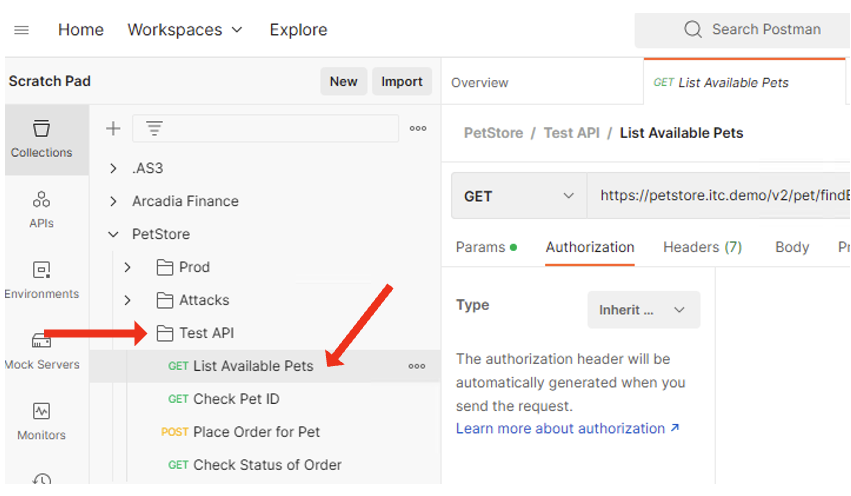 Home Workspaces Explore Search Postman
Scratch Pad New Import
Overview GET List Available Pets
Collections
APIs
Environments
Mock Servers
Monitors
.AS3
Arcadia Finance
PetStore
Prod
Attacks
Test API
GET List Available Pets
GET Check Pet ID
POST Place Order for Pet
GET Check Status of Order
PetStore / Test API / List Available Pets
GET https://petstore.itc.demo/v2/pet/find
Params Authorization Headers (7) Body
Type Inherit ...
The authorization header will be
automatically generated when you
send the request.
Learn more about authorization ↗